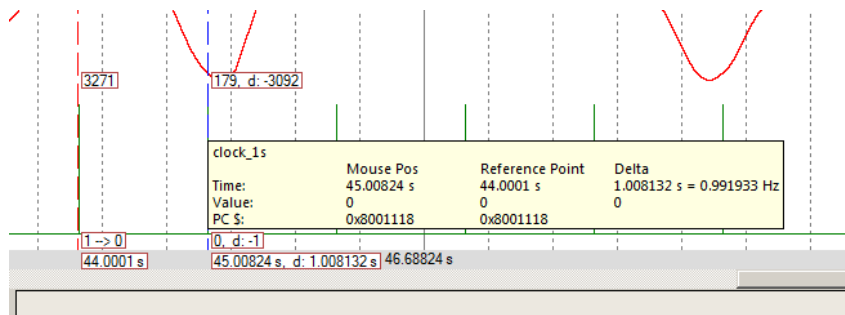 3271
179, d: -3092
clock_1s
Mouse Pos Reference Point Delta
Time: 45.00824 s 44.0001 s 1.008132 s = 0.991933 Hz
Value: 0 0 0
PC $: 0x8001118 0x8001118
1 --> 0
0, d: -1
44.0001 s
45.00824 s, d: 1.008132 s
46.68824 s